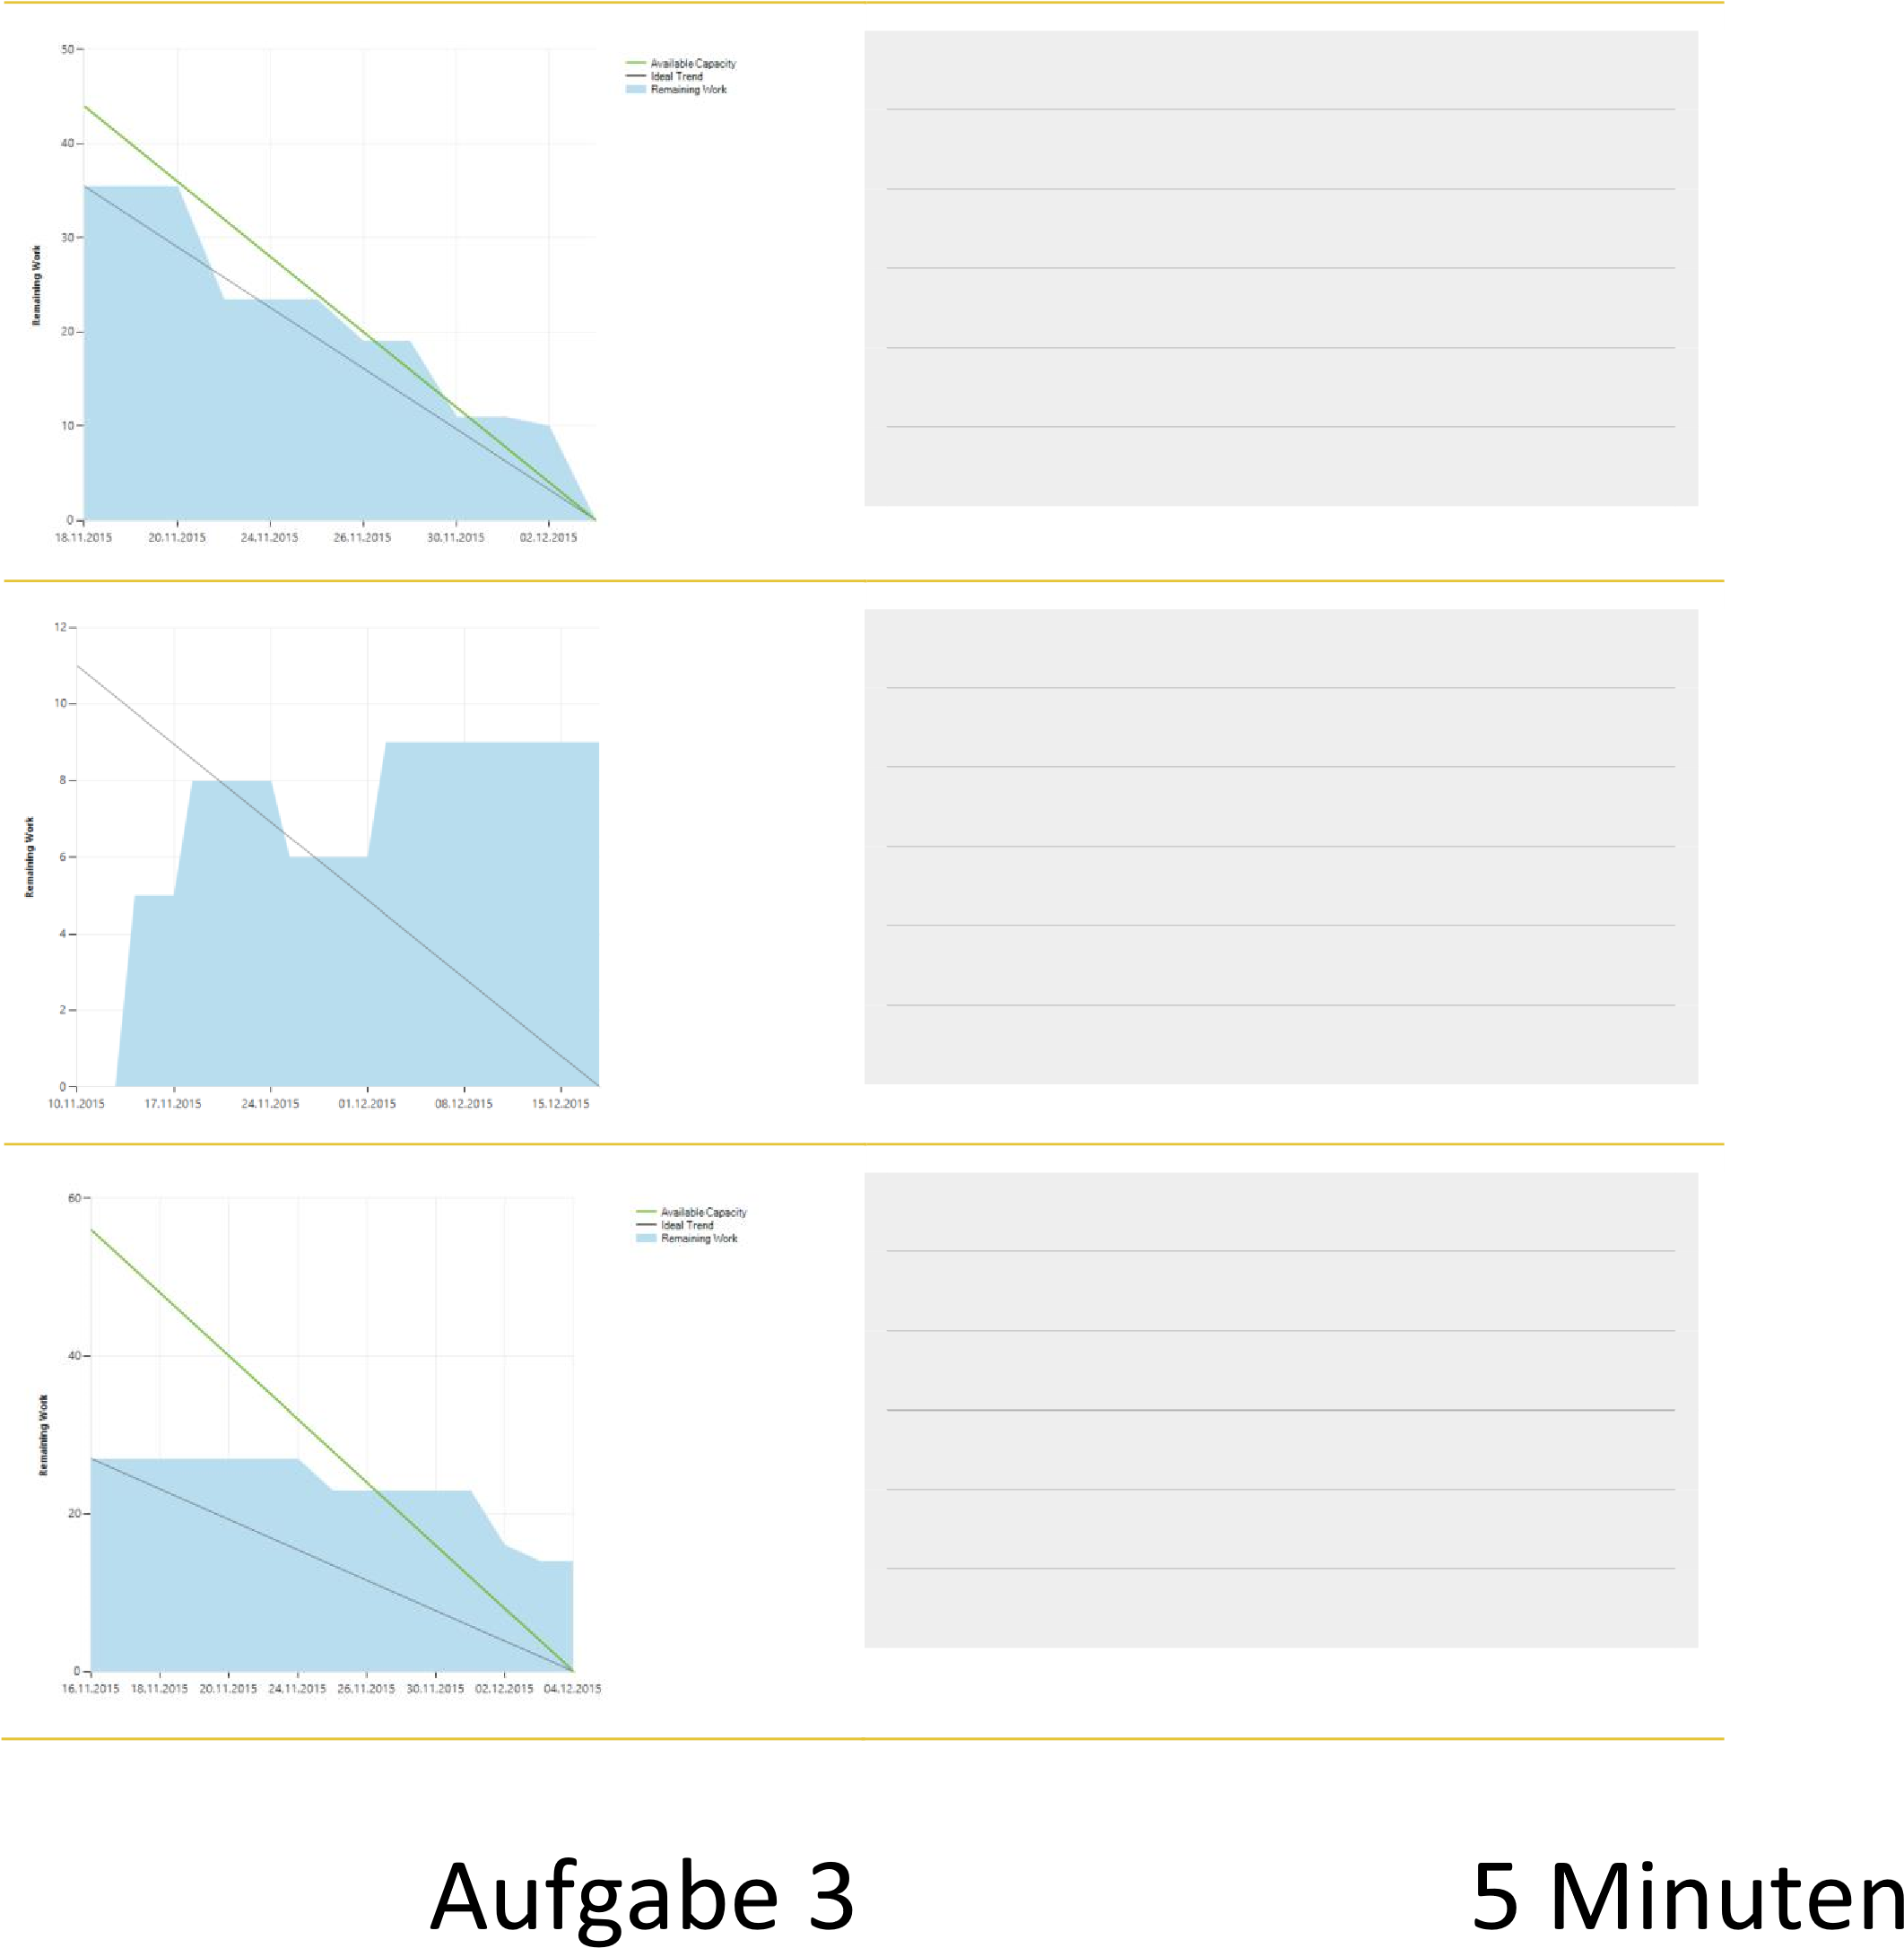 50
Available Capacity
Ideal Trend
Remaining Work
40
30
Remaining Work
20
10
0
18.11.2015 20.11.2015 24.11.2015 26.11.2015 30.11.2015 02.12.2015
12
10
8
Remaining Work
6
4
2
0
10.11.2015 17.11.2015 24.11.2015 01.12.2015 08.12.2015 15.12.2015
60
Available Capacity
Ideal Trend
Remaining Work
40
Remaining Work
20
0
16.11.2015 18.11.2015 20.11.2015 24.11.2015 26.11.2015 30.11.2015 02.12.2015 04.12.2015
Aufgabe 3 5 Minuten